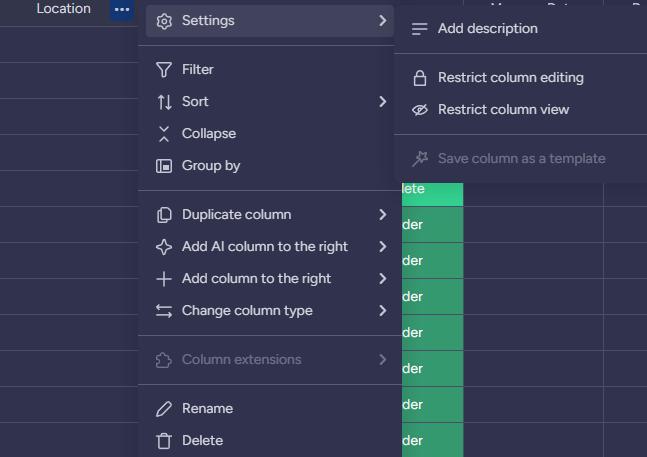 Location
Settings
Filter
Sort
Collapse
Group by
Duplicate column
Add AI column to the right
Add column to the right
Change column type
Column extensions
Rename
Delete
Add description
Restrict column editing
Restrict column view
Save column as a template
lete
der
der
der
der
der
der
der